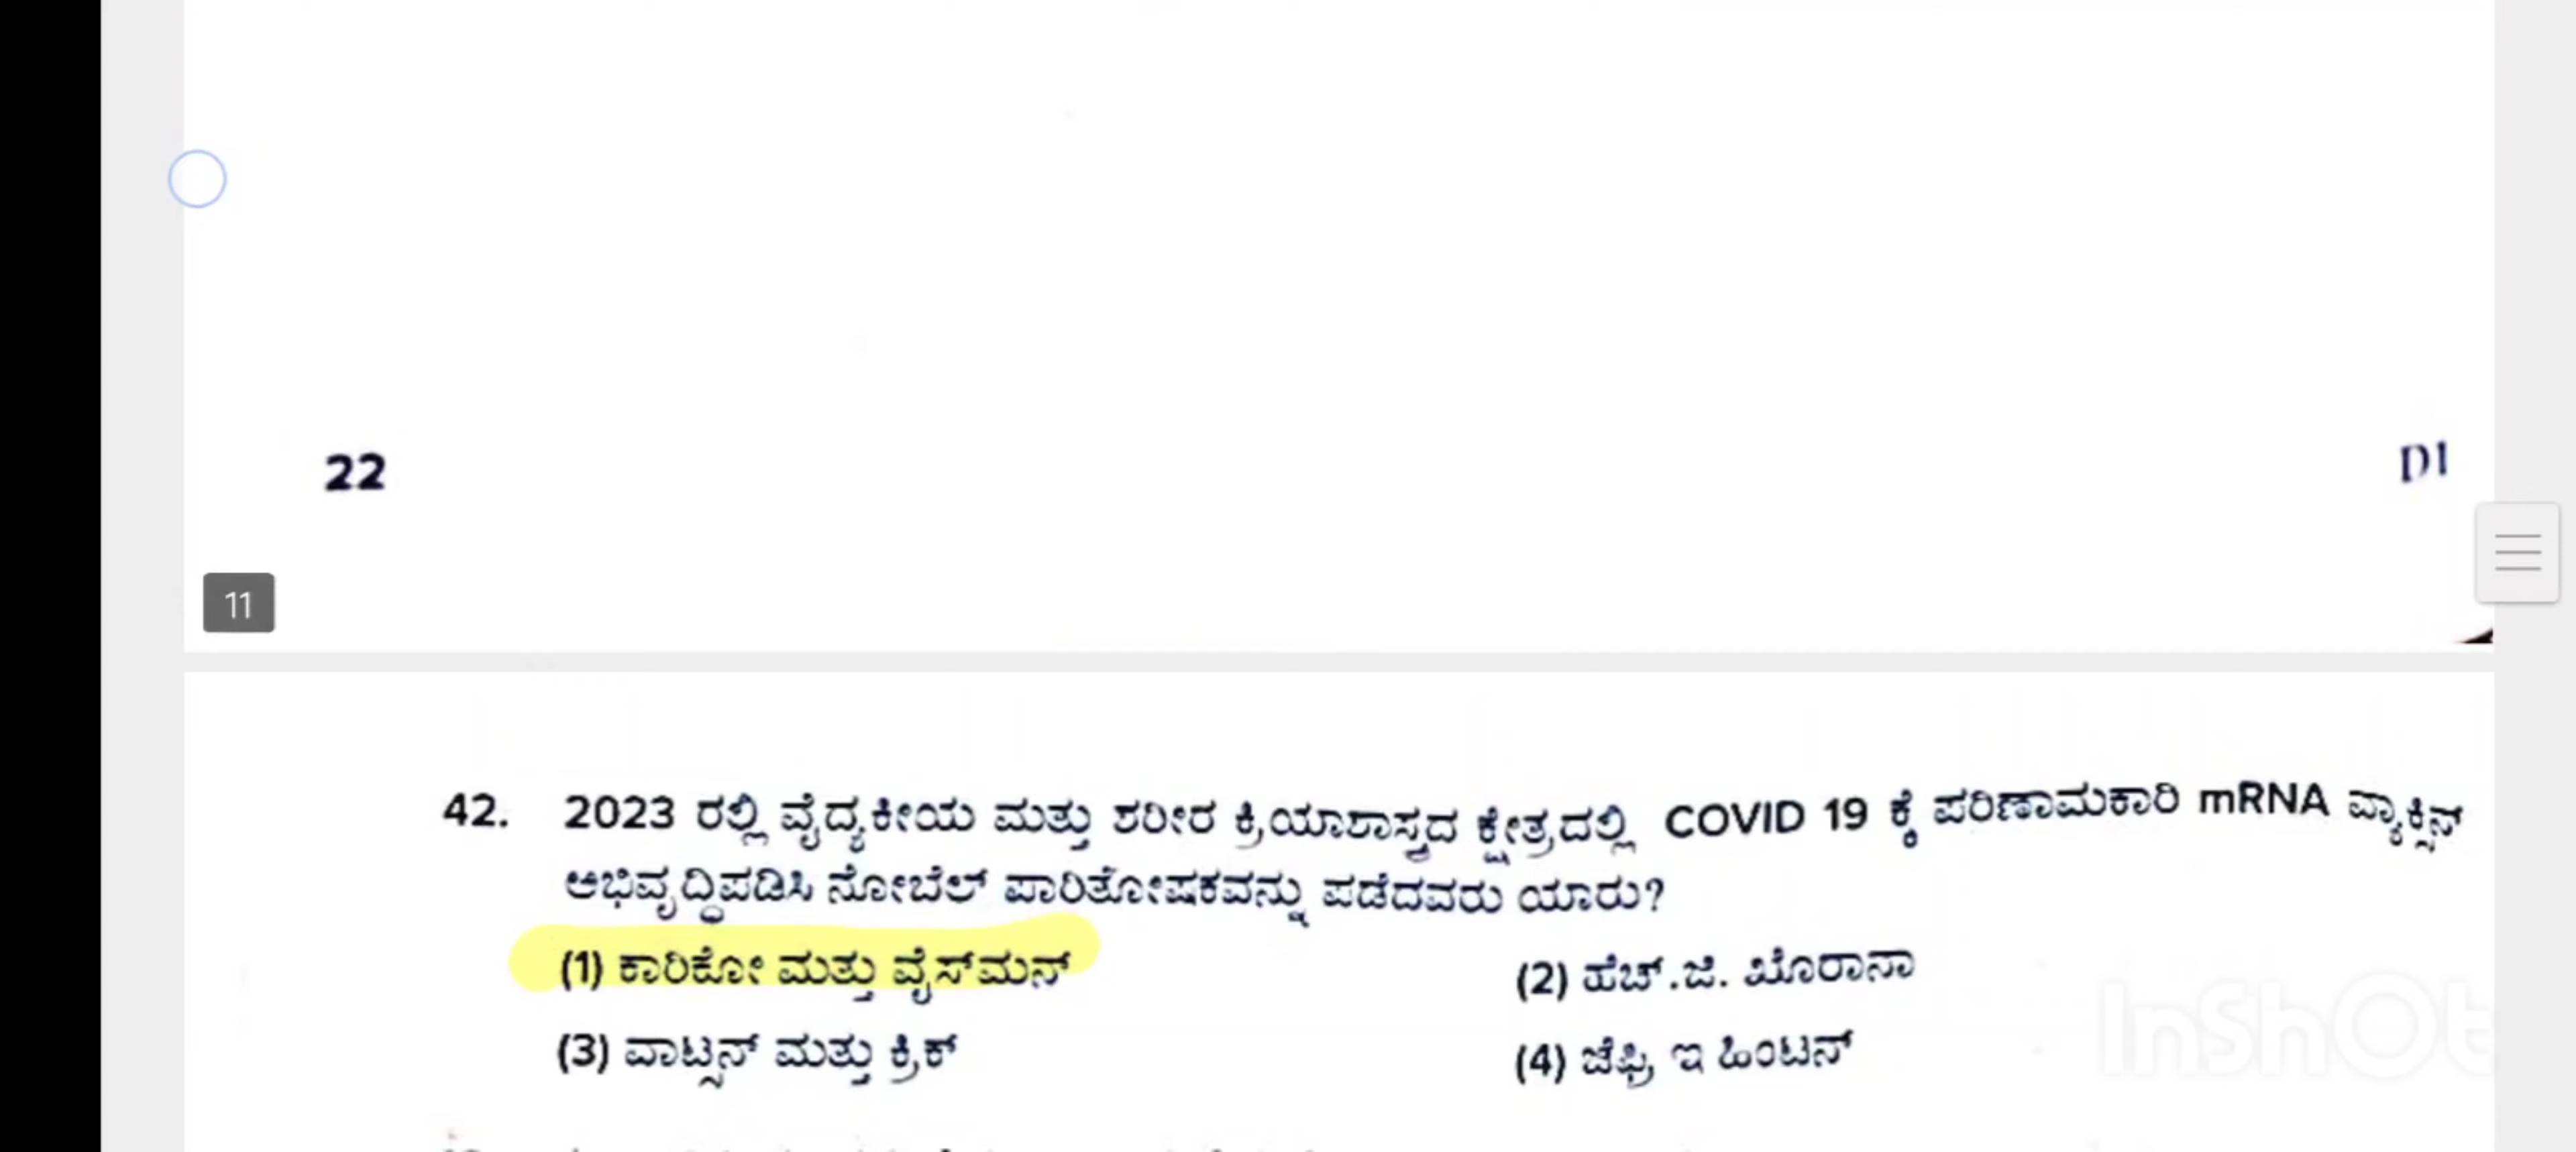 22 D1
11
42. 2023 ರಲ್ಲಿ ವೈದ್ಯಕೀಯ ಮತ್ತು ಶರೀರ ಕ್ರಿಯಾಶಾಸ್ತ್ರದ ಕ್ಷೇತ್ರದಲ್ಲಿ COVID 19 ಕ್ಕೆ ಪರಿಣಾಮಕಾರಿ mRNA ವ್ಯಾಕ್ಸಿನ್
ಅಭಿವೃದ್ಧಿಪಡಿಸಿ ನೋಬೆಲ್ ಪಾರಿತೋಷಕವನ್ನು ಪಡೆದವರು ಯಾರು?
(1) ಕಾರಿಕೋ ಮತ್ತು ವೈಸ್‌ಮನ್ (2) ಹೆಚ್.ಜಿ. ಖೊರಾನಾ
(3) ವಾಟ್ಸನ್ ಮತ್ತು ಕ್ರಿಕ್ (4) ಜೆಫ್ರಿ ಇ ಹಿಂಟನ್
InShOt